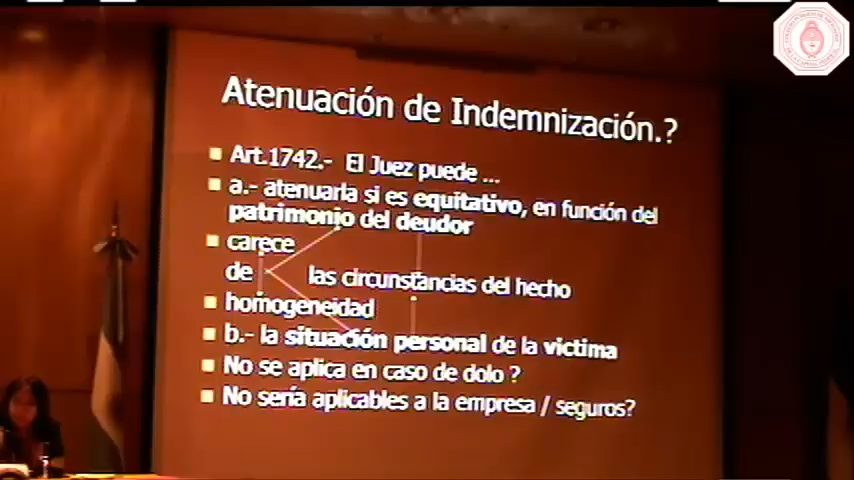 Atenuación de Indemnización.?
Art.1742.- El Juez puede ...
a.- atenuarla si es equitativo, en función del
patrimonio del deudor
carece
de las circunstancias del hecho
homogeneidad
b.- la situación personal de la victima
No se aplica en caso de dolo ?
No sería aplicables a la empresa / seguros?